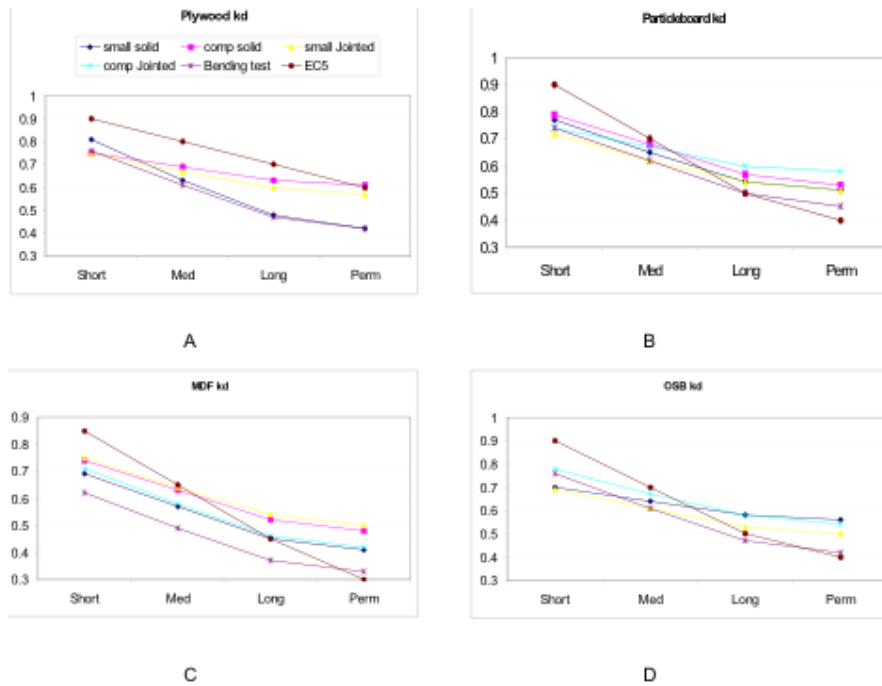 Plywood kd
small solid comp solid small Jointed
comp Jointed Bending test EC5
1
0.9
0.8
0.7
0.6
0.5
0.4
0.3
Short Med Long Perm
A
Particleboard kd
1
0.9
0.8
0.7
0.6
0.5
0.4
0.3
Short Med Long Perm
B
MDF kd
0.9
0.8
0.7
0.6
0.5
0.4
0.3
Short Med Long Perm
C
OSB kd
1
0.9
0.8
0.7
0.6
0.5
0.4
0.3
Short Med Long Perm
D